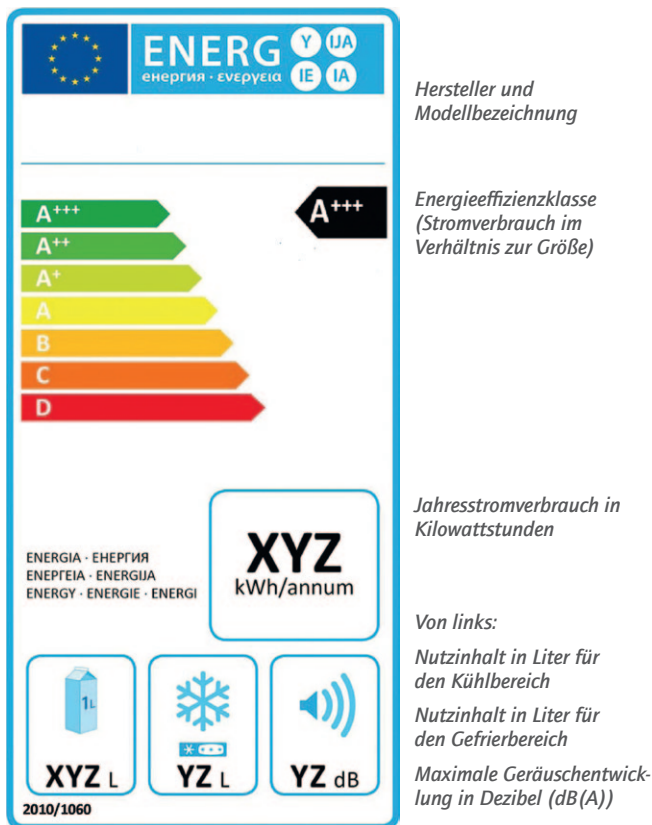 ENERG Y IJA
енергия · ενεργεια IE IA
Hersteller und
Modellbezeichnung
A+++
A+++
Energieeffizienzklasse
(Stromverbrauch im
Verhältnis zur Größe)
A++
A+
A
B
C
D
XYZ
kWh/annum
Jahresstromverbrauch in
Kilowattstunden
ENERGIA · ЕНЕРГИЯ
ΕΝΕΡΓΕΙΑ · ENERGIJA
ENERGY · ENERGIE · ENERGI
Von links:
Nutzinhalt in Liter für
den Kühlbereich
Nutzinhalt in Liter für
den Gefrierbereich
Maximale Geräuschentwick-
lung in Dezibel (dB(A))
1L
XYZ L
YZ L
YZ dB
2010/1060